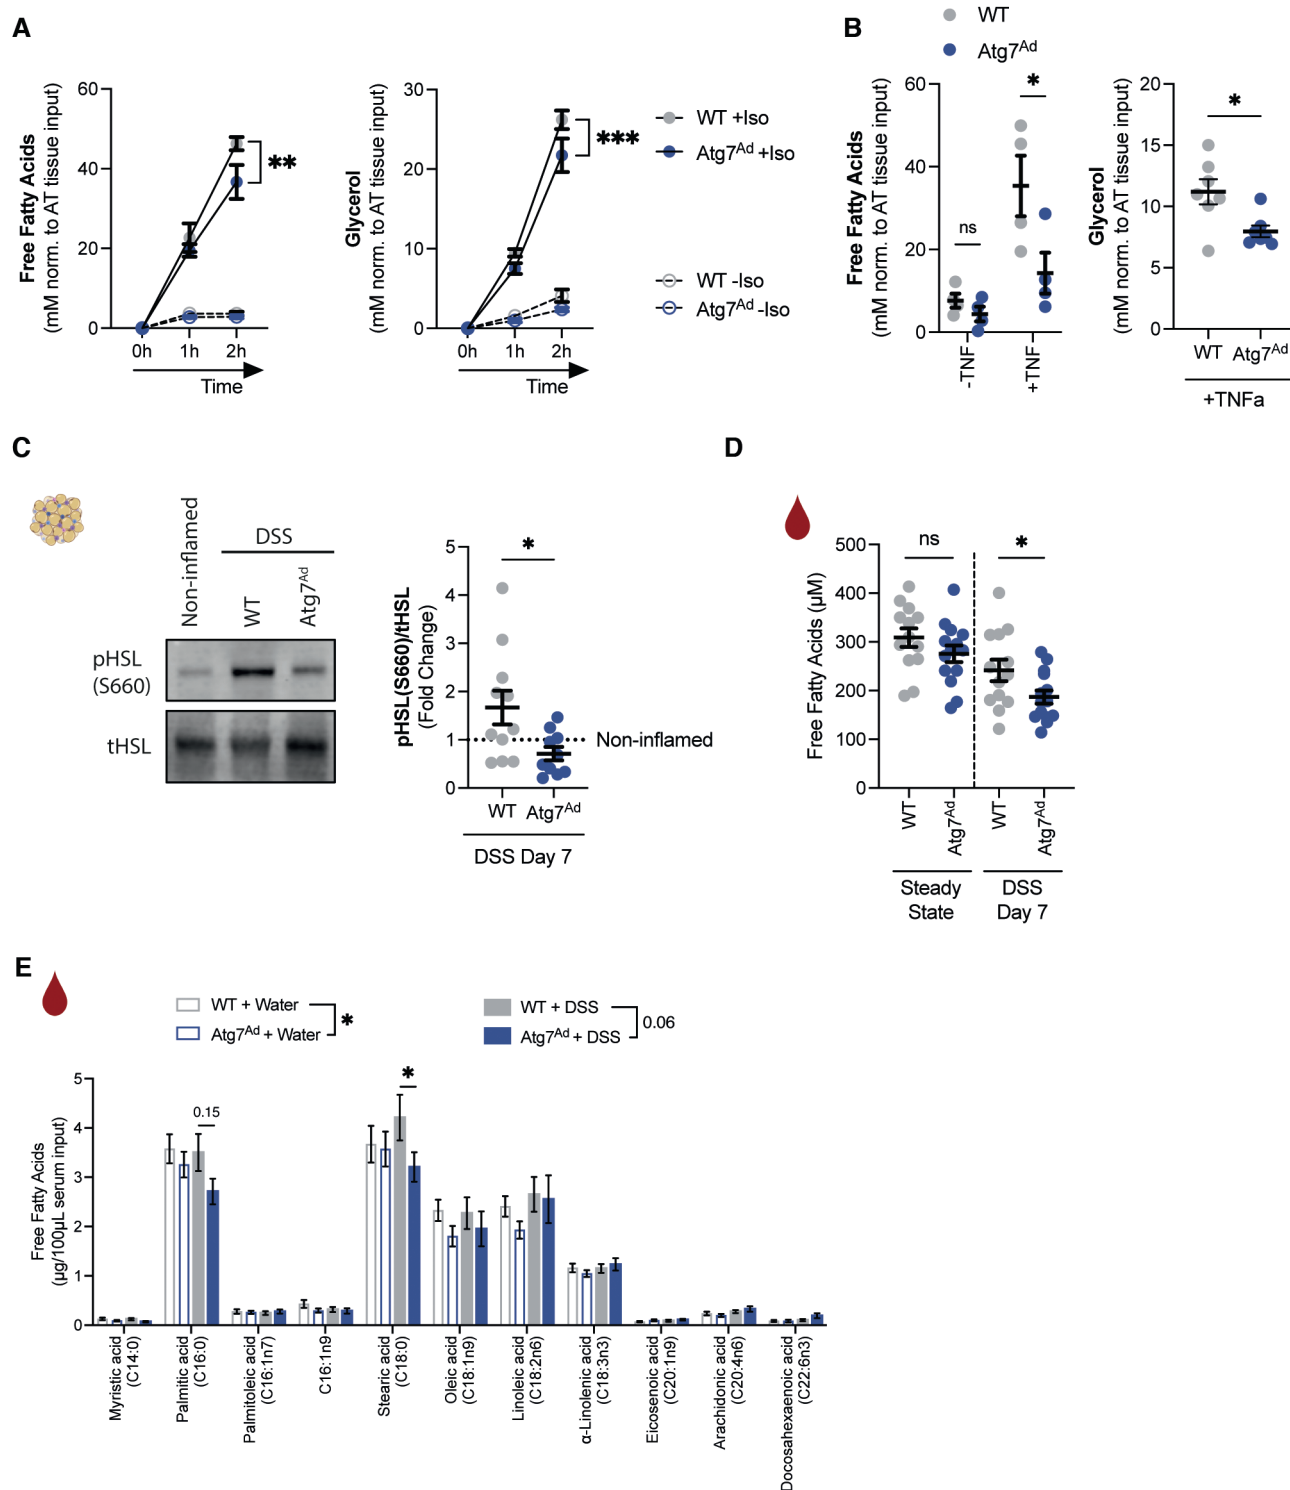 A
Free Fatty Acids
(mM norm. to AT tissue input)
60
40
20
0
0h 1h 2h
Time
**
Glycerol
(mM norm. to AT tissue input)
30
20
10
0
0h 1h 2h
Time
***
WT +Iso
Atg7Ad +Iso
WT -Iso
Atg7Ad -Iso
B
WT
Atg7Ad
Free Fatty Acids
(mM norm. to AT tissue input)
60
40
20
0
ns
*
-TNF
+TNF
Glycerol
(mM norm. to AT tissue input)
20
15
10
5
0
*
WT Atg7Ad
+TNFa
C
Non-inflamed
DSS
WT
Atg7Ad
pHSL
(S660)
tHSL
pHSL(S660)/tHSL
(Fold Change)
5
4
3
2
1
0
*
Non-inflamed
WT Atg7Ad
DSS Day 7
D
Free Fatty Acids (µM)
500
400
300
200
100
0
ns
*
WT
Atg7Ad
WT
Atg7Ad
Steady
State
DSS
Day 7
E
WT + Water
Atg7Ad + Water
*
WT + DSS
Atg7Ad + DSS
0.06
Free Fatty Acids
(µg/100µL serum input)
5
4
3
2
1
0
0.15
*
Myristic acid
(C14:0)
Palmitic acid
(C16:0)
Palmitoleic acid
(C16:1n7)
C16:1n9
Stearic acid
(C18:0)
Oleic acid
(C18:1n9)
Linoleic acid
(C18:2n6)
α-Linolenic acid
(C18:3n3)
Eicosenoic acid
(C20:1n9)
Arachidonic acid
(C20:4n6)
Docosahexaenoic acid
(C22:6n3)